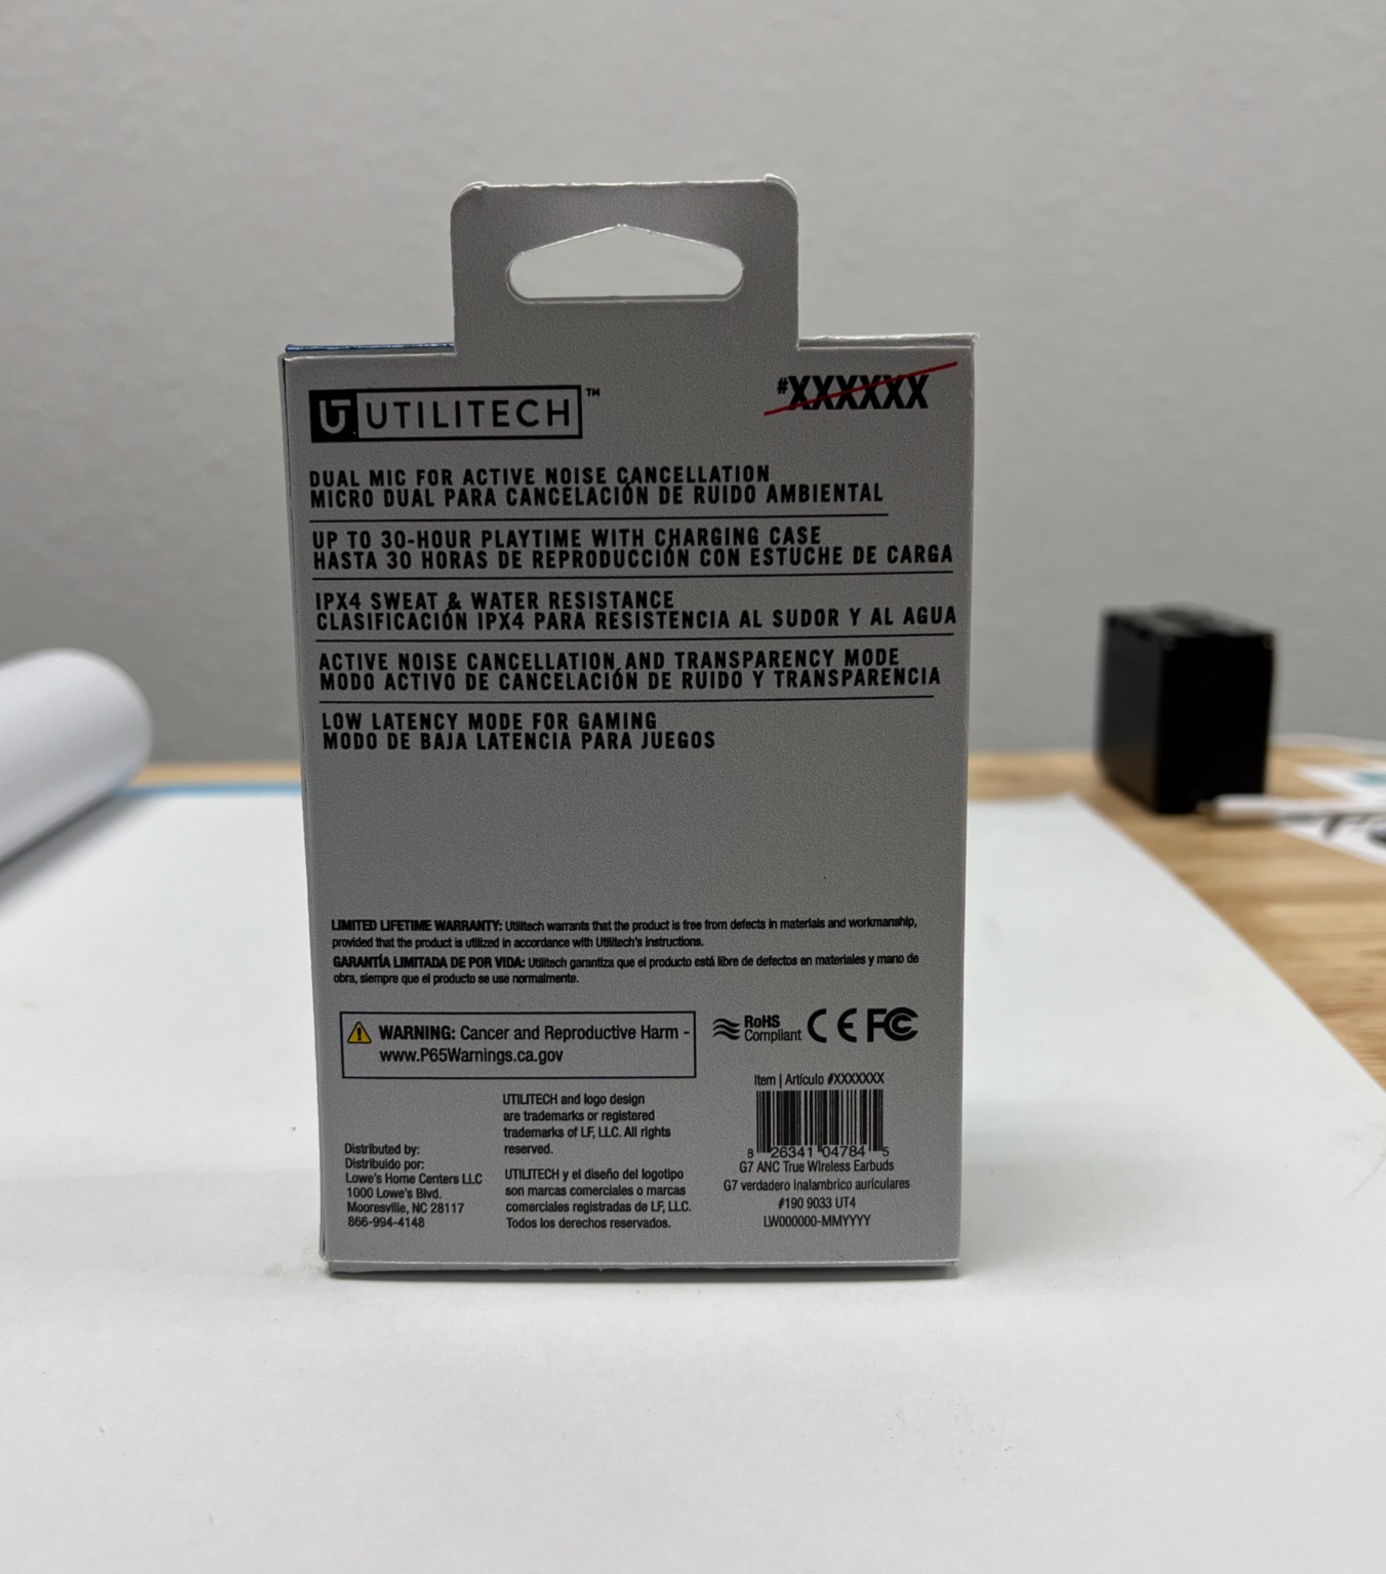 UTILITECH™
#XXXXXX
DUAL MIC FOR ACTIVE NOISE CANCELLATION
MICRO DUAL PARA CANCELACIÓN DE RUIDO AMBIENTAL
UP TO 30-HOUR PLAYTIME WITH CHARGING CASE
HASTA 30 HORAS DE REPRODUCCIÓN CON ESTUCHE DE CARGA
IPX4 SWEAT & WATER RESISTANCE
CLASIFICACIÓN IPX4 PARA RESISTENCIA AL SUDOR Y AL AGUA
ACTIVE NOISE CANCELLATION AND TRANSPARENCY MODE
MODO ACTIVO DE CANCELACIÓN DE RUIDO Y TRANSPARENCIA
LOW LATENCY MODE FOR GAMING
MODO DE BAJA LATENCIA PARA JUEGOS
LIMITED LIFETIME WARRANTY: Utilitech warrants that the product is free from defects in materials and workmanship,
provided that the product is utilized in accordance with Utilitech's instructions.
GARANTÍA LIMITADA DE POR VIDA: Utilitech garantiza que el producto está libre de defectos en materiales y mano de
obra, siempre que el producto se use normalmente.
WARNING: Cancer and Reproductive Harm -
www.P65Warnings.ca.gov
RoHS
Compliant
CE FC
Distributed by:
Distribuido por:
Lowe's Home Centers LLC
1000 Lowe's Blvd.
Mooresville, NC 28117
866-994-4148
UTILITECH and logo design
are trademarks or registered
trademarks of LF, LLC. All rights
reserved.
UTILITECH y el diseño del logotipo
son marcas comerciales o marcas
comerciales registradas de LF, LLC.
Todos los derechos reservados.
Item | Artículo #XXXXXXX
8 26341 04784 5
G7 ANC True Wireless Earbuds
G7 verdadero inalambrico auriculares
#190 9033 UT4
LW000000-MMYYYY